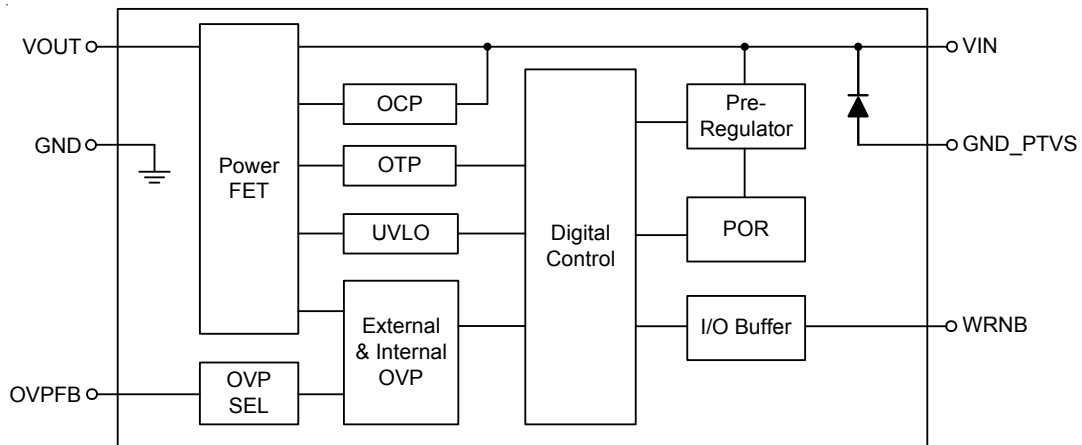 VOUT
VIN
OCP
Pre-
Regulator
GND
GND_PTVS
Power
FET
OTP
UVLO
Digital
Control
POR
External
& Internal
OVP
I/O Buffer
WRNB
OVPFB
OVP
SEL